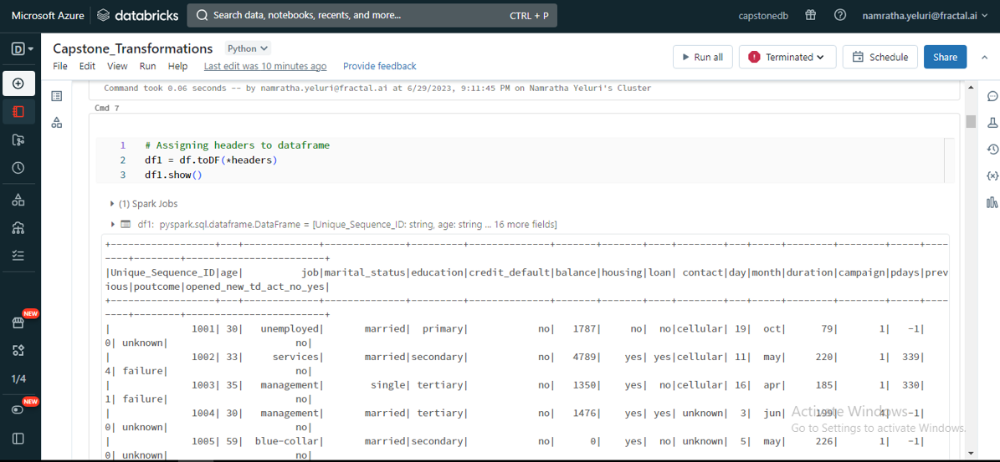 Microsoft Azure databricks Search data, notebooks, recents, and more... CTRL + P capstonedb namratha.yeluri@fractal.ai
D Capstone_Transformations Python
File Edit View Run Help Last edit was 10 minutes ago Provide feedback Run all Terminated Schedule Share
Command took 0.06 seconds -- by namratha.yeluri@fractal.ai at 6/29/2023, 9:11:45 PM on Namratha Yeluri's Cluster
Cmd 7
1 # Assigning headers to dataframe
2 df1 = df.toDF(*headers)
3 df1.show()
(1) Spark Jobs
df1: pyspark.sql.dataframe.DataFrame = [Unique_Sequence_ID: string, age: string ... 16 more fields]
+------------------+---+-------------+--------------+---------+--------------+-------+-------+----+--------+---+-----+--------+--------+-----+----
----+--------+-----------------------+
|Unique_Sequence_ID|age| job|marital_status|education|credit_default|balance|housing|loan| contact|day|month|duration|campaign|pdays|prev
ious|poutcome|opened_new_td_act_no_yes|
+------------------+---+-------------+--------------+---------+--------------+-------+-------+----+--------+---+-----+--------+--------+-----+----
----+--------+-----------------------+
| 1001| 30| unemployed| married| primary| no| 1787| no| no|cellular| 19| oct| 79| 1| -1|
0| unknown| no|
| 1002| 33| services| married|secondary| no| 4789| yes| yes|cellular| 11| may| 220| 1| 339|
4| failure| no|
| 1003| 35| management| single| tertiary| no| 1350| yes| no|cellular| 16| apr| 185| 1| 330|
1| failure| no|
| 1004| 30| management| married| tertiary| no| 1476| yes| yes| unknown| 3| jun| 199| 4| -1|
0| unknown| no|
| 1005| 59| blue-collar| married|secondary| no| 0| yes| no| unknown| 5| may| 226| 1| -1|
0| unknown| no|
NEW
1/4
NEW
Activate Windows
Go to Settings to activate Windows.